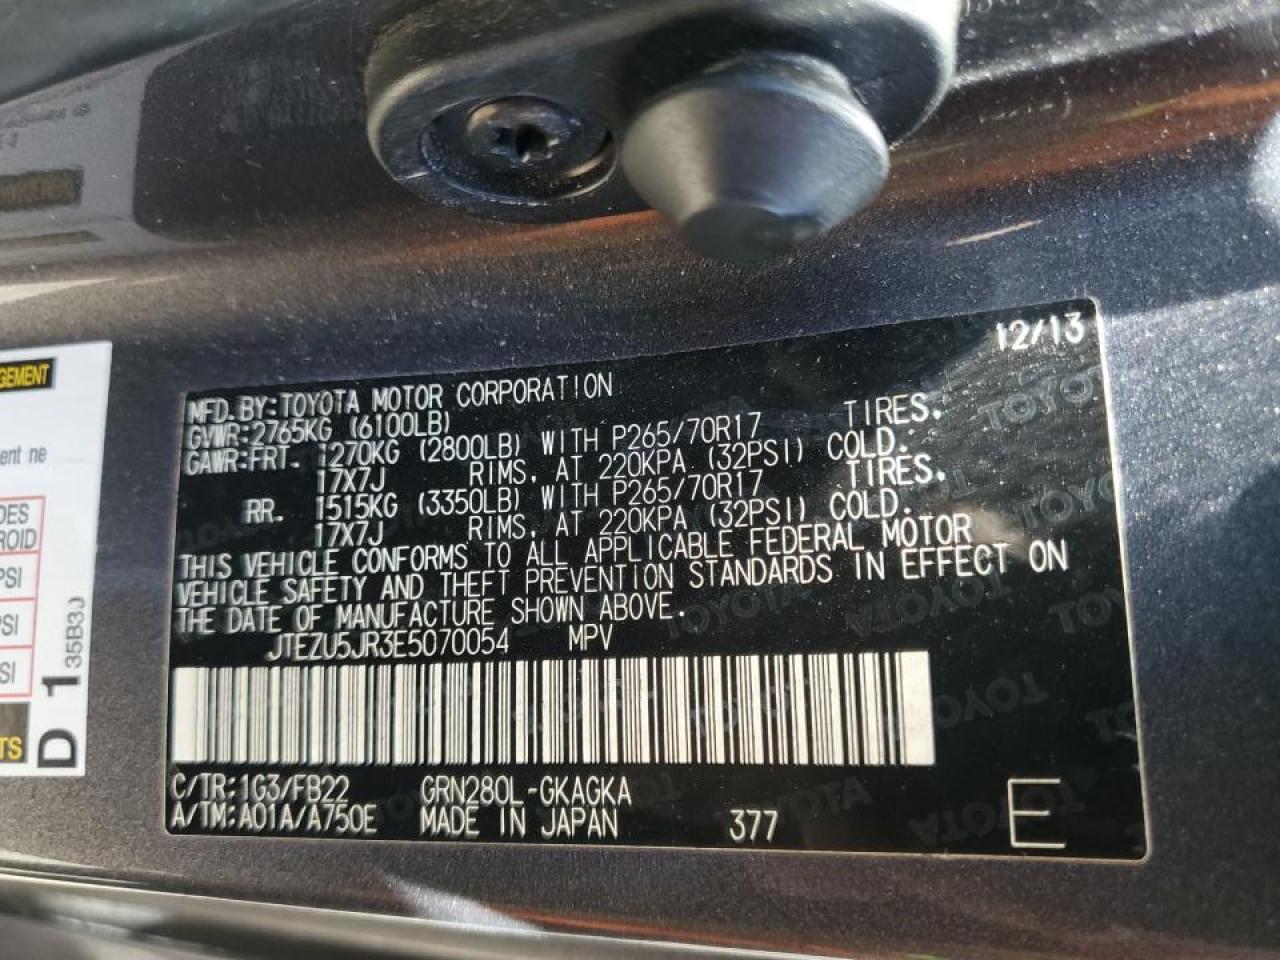 12/13
MFD.BY:TOYOTA MOTOR CORPORATION
GVWR:2765KG (6100LB)
GAWR:FRT. 1270KG (2800LB) WITH P265/70R17 TIRES.
17X7J RIMS. AT 220KPA (32PSI) COLD.
RR. 1515KG (3350LB) WITH P265/70R17 TIRES.
17X7J RIMS. AT 220KPA (32PSI) COLD.
THIS VEHICLE CONFORMS TO ALL APPLICABLE FEDERAL MOTOR
VEHICLE SAFETY AND THEFT PREVENTION STANDARDS IN EFFECT ON
THE DATE OF MANUFACTURE SHOWN ABOVE.
JTEZU5JR3E5070054 MPV
C/TR:1G3/FB22 GRN280L-GKAGKA
A/TM:A01A/A750E MADE IN JAPAN 377
E
GEMENT
ent ne
DES
ROID
PSI
PSI
SI
TS
D 1
35B30